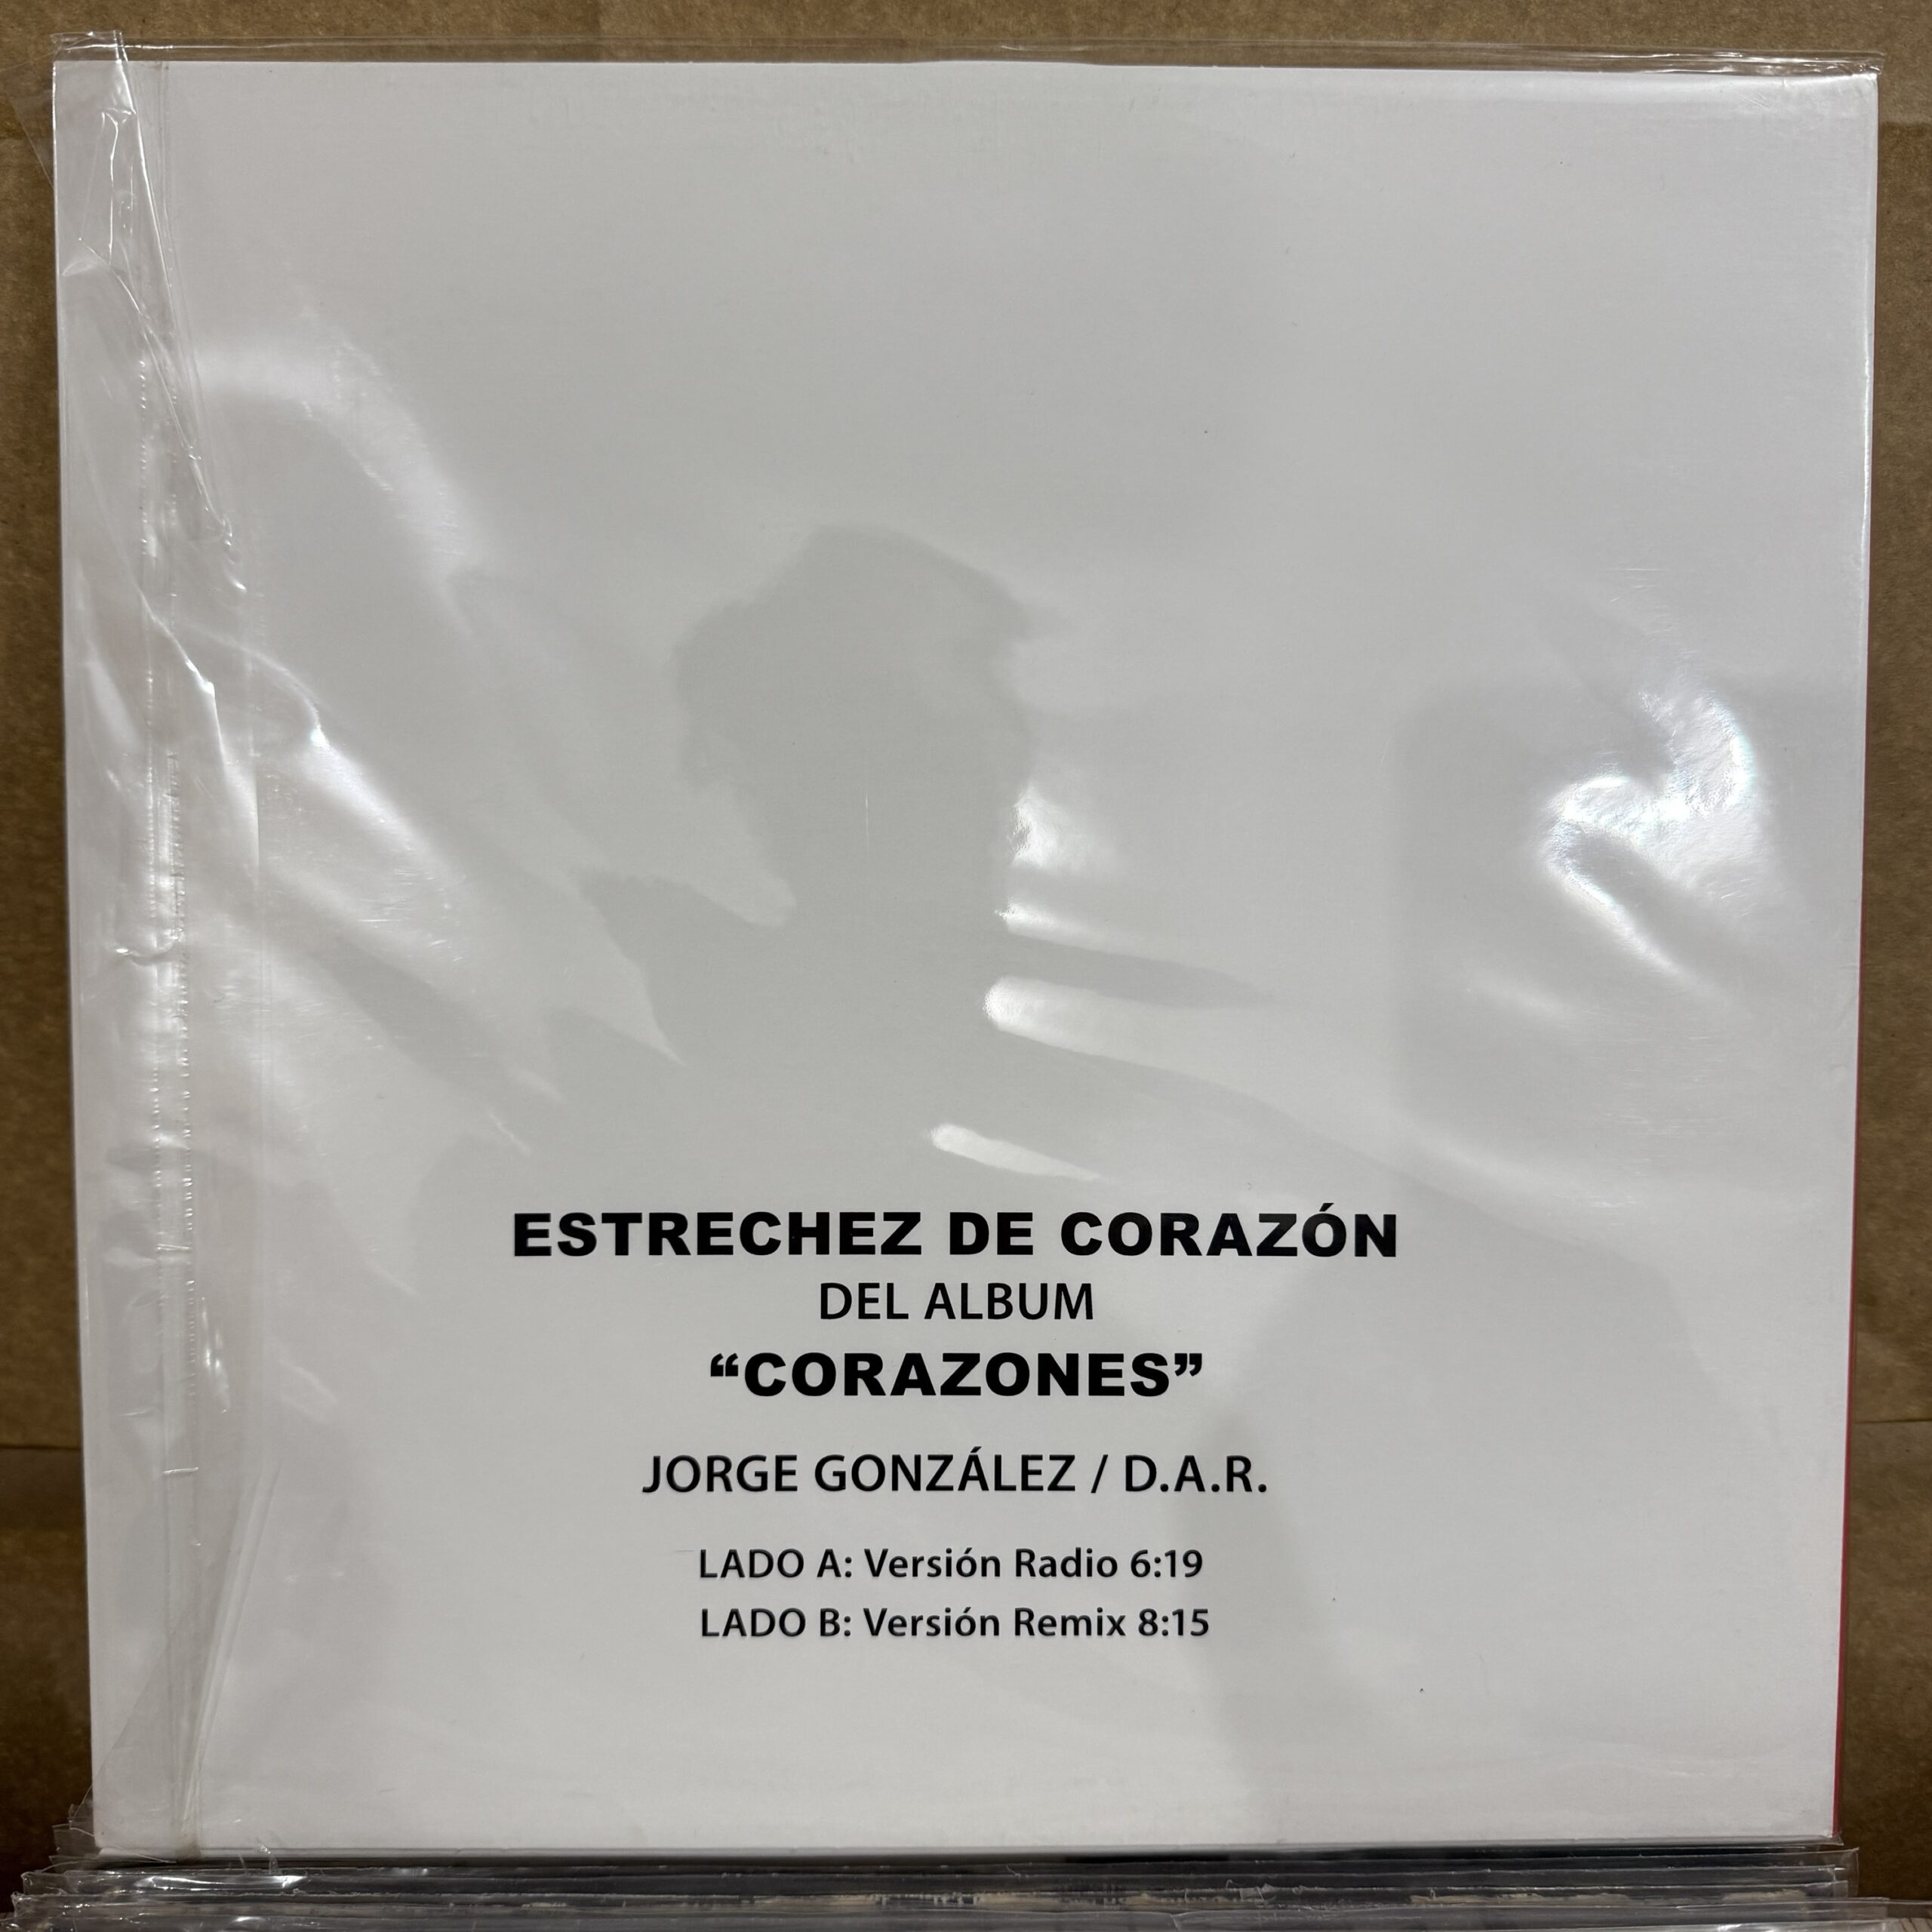 ESTRECHEZ DE CORAZÓN
DEL ALBUM
“CORAZONES”
JORGE GONZÁLEZ / D.A.R.
LADO A: Versión Radio 6:19
LADO B: Versión Remix 8:15